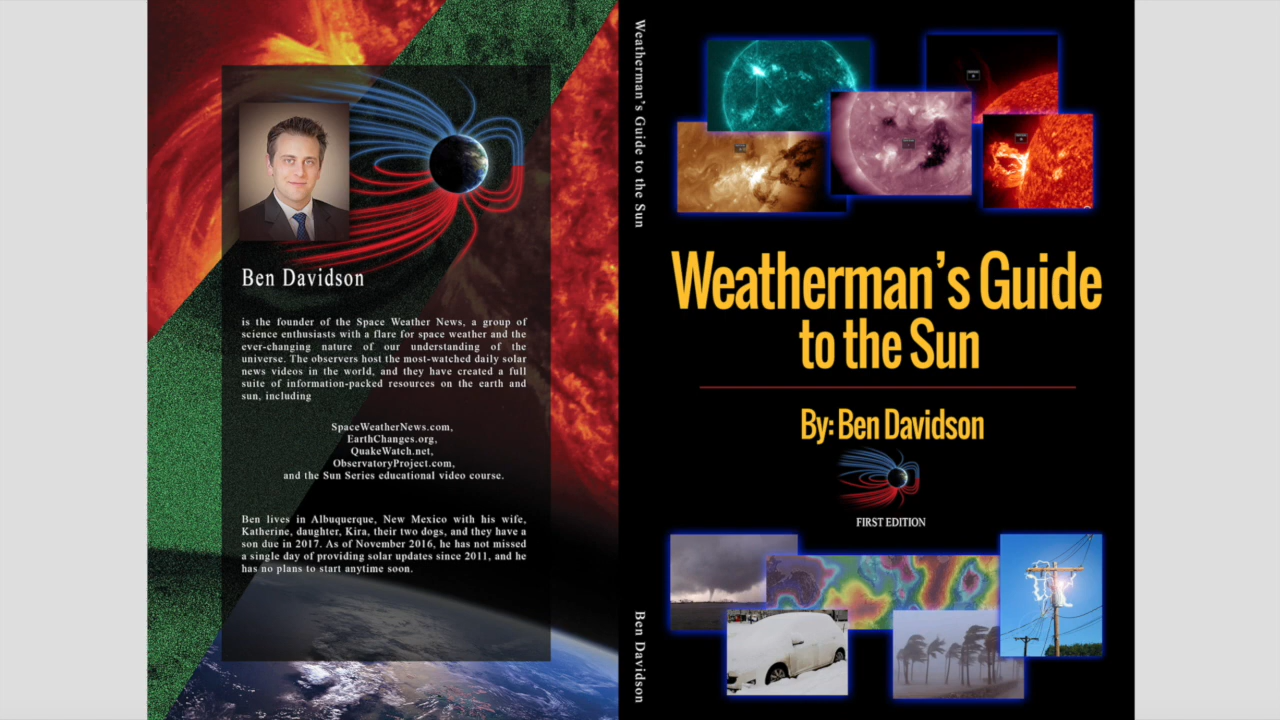 Ben Davidson
is the founder of the Space Weather News, a group of
science enthusiasts with a flare for space weather and the
ever-changing nature of our understanding of the
universe. The observers host the most-watched daily solar
news videos in the world, and they have created a full
suite of information-packed resources on the earth and
sun, including
SpaceWeatherNews.com,
EarthChanges.org,
QuakeWatch.net,
ObservatoryProject.com,
and the Sun Series educational video course.
Ben lives in Albuquerque, New Mexico with his wife,
Katherine, daughter, Kira, their two dogs, and they have a
son due in 2017. As of November 2016, he has not missed
a single day of providing solar updates since 2011, and he
has no plans to start anytime soon.
Weatherman's Guide to the Sun
Ben Davidson
Weatherman's Guide
to the Sun
By: Ben Davidson
FIRST EDITION